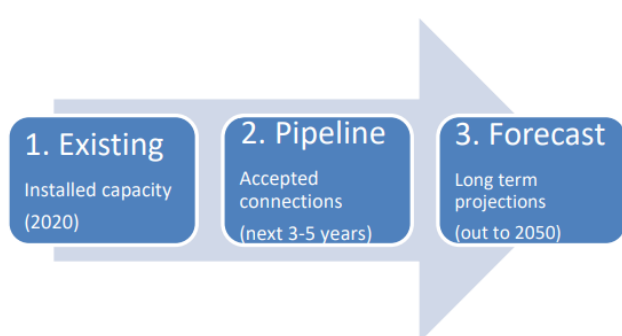 1. Existing
Installed capacity
(2020)
2. Pipeline
Accepted
connections
(next 3-5 years)
3. Forecast
Long term
projections
(out to 2050)